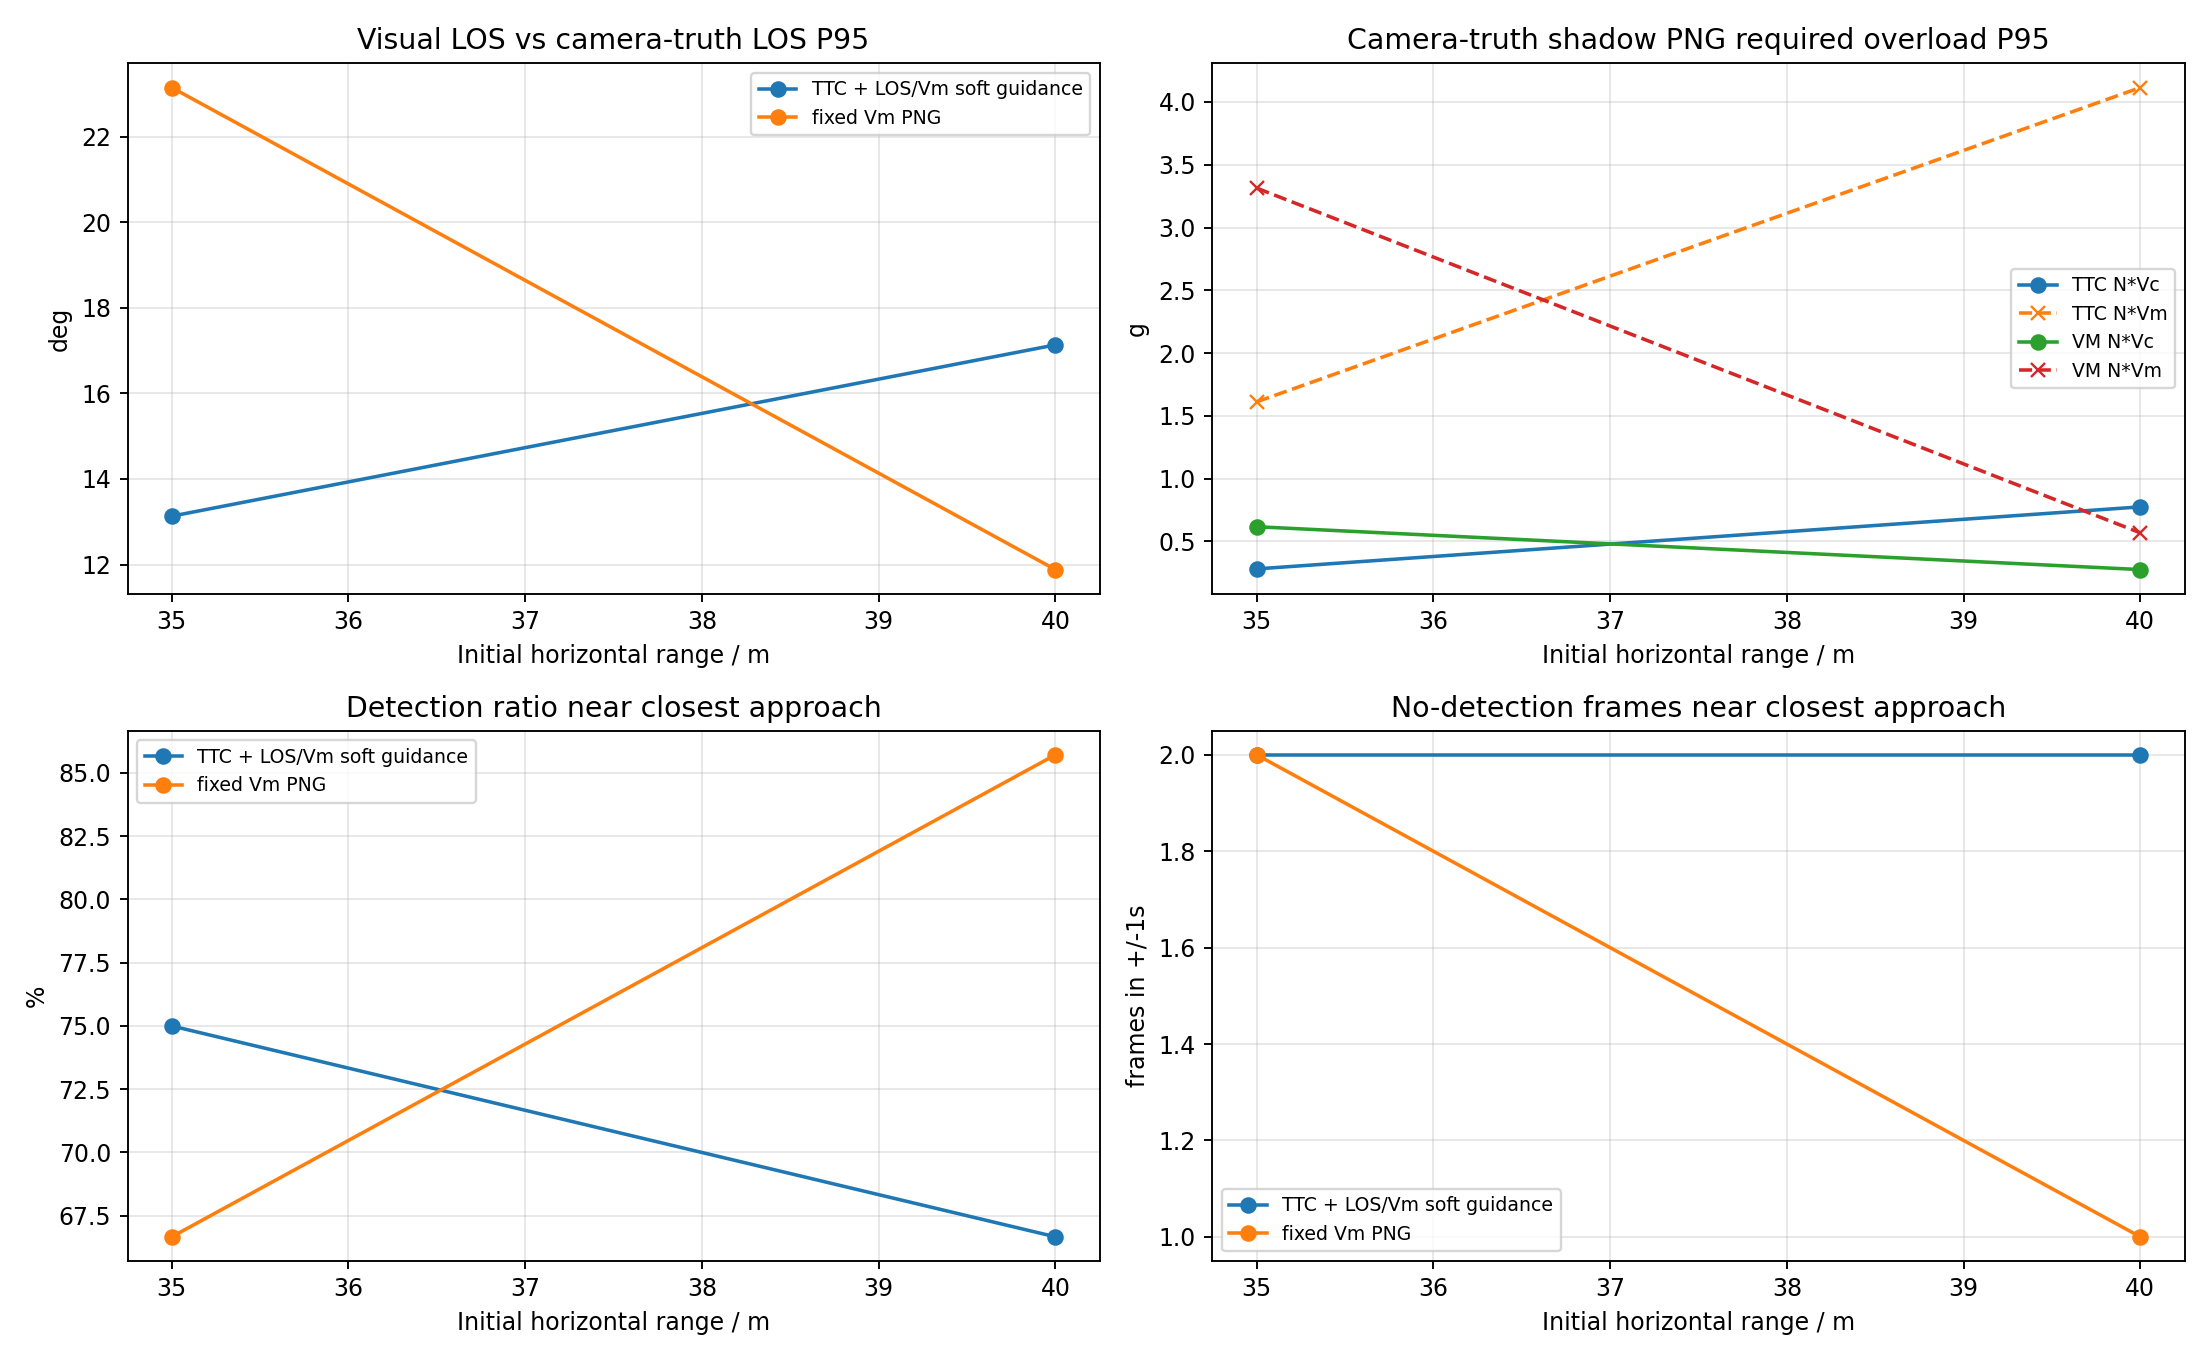 Visual LOS vs camera-truth LOS P95
deg
22
20
18
16
14
12
TTC + LOS/Vm soft guidance
fixed Vm PNG
35 36 37 38 39 40
Initial horizontal range / m
Camera-truth shadow PNG required overload P95
g
4.0
3.5
3.0
2.5
2.0
1.5
1.0
0.5
TTC N*Vc
TTC N*Vm
VM N*Vc
VM N*Vm
35 36 37 38 39 40
Initial horizontal range / m
Detection ratio near closest approach
%
85.0
82.5
80.0
77.5
75.0
72.5
70.0
67.5
TTC + LOS/Vm soft guidance
fixed Vm PNG
35 36 37 38 39 40
Initial horizontal range / m
No-detection frames near closest approach
frames in +/-1s
2.0
1.8
1.6
1.4
1.2
1.0
TTC + LOS/Vm soft guidance
fixed Vm PNG
35 36 37 38 39 40
Initial horizontal range / m